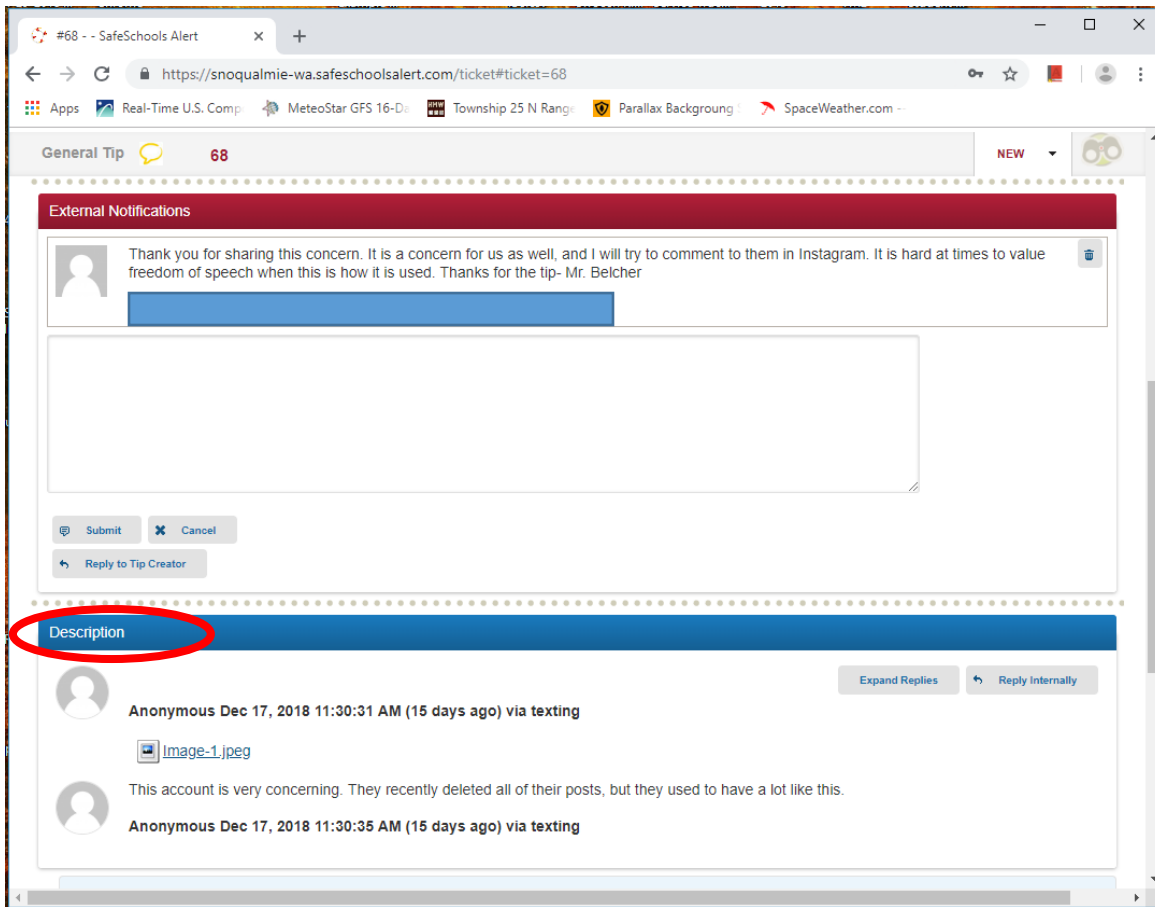 #68 - - SafeSchools Alert
https://snoqualmie-wa.safeschoolsalert.com/ticket#ticket=68
Apps Real-Time U.S. Comp MeteoStar GFS 16-Da Township 25 N Range Parallax Backgroung SpaceWeather.com --
General Tip 68 NEW
External Notifications
Thank you for sharing this concern. It is a concern for us as well, and I will try to comment to them in Instagram. It is hard at times to value
freedom of speech when this is how it is used. Thanks for the tip- Mr. Belcher
Submit Cancel
Reply to Tip Creator
Description
Expand Replies Reply Internally
Anonymous Dec 17, 2018 11:30:31 AM (15 days ago) via texting
Image-1.jpeg
This account is very concerning. They recently deleted all of their posts, but they used to have a lot like this.
Anonymous Dec 17, 2018 11:30:35 AM (15 days ago) via texting